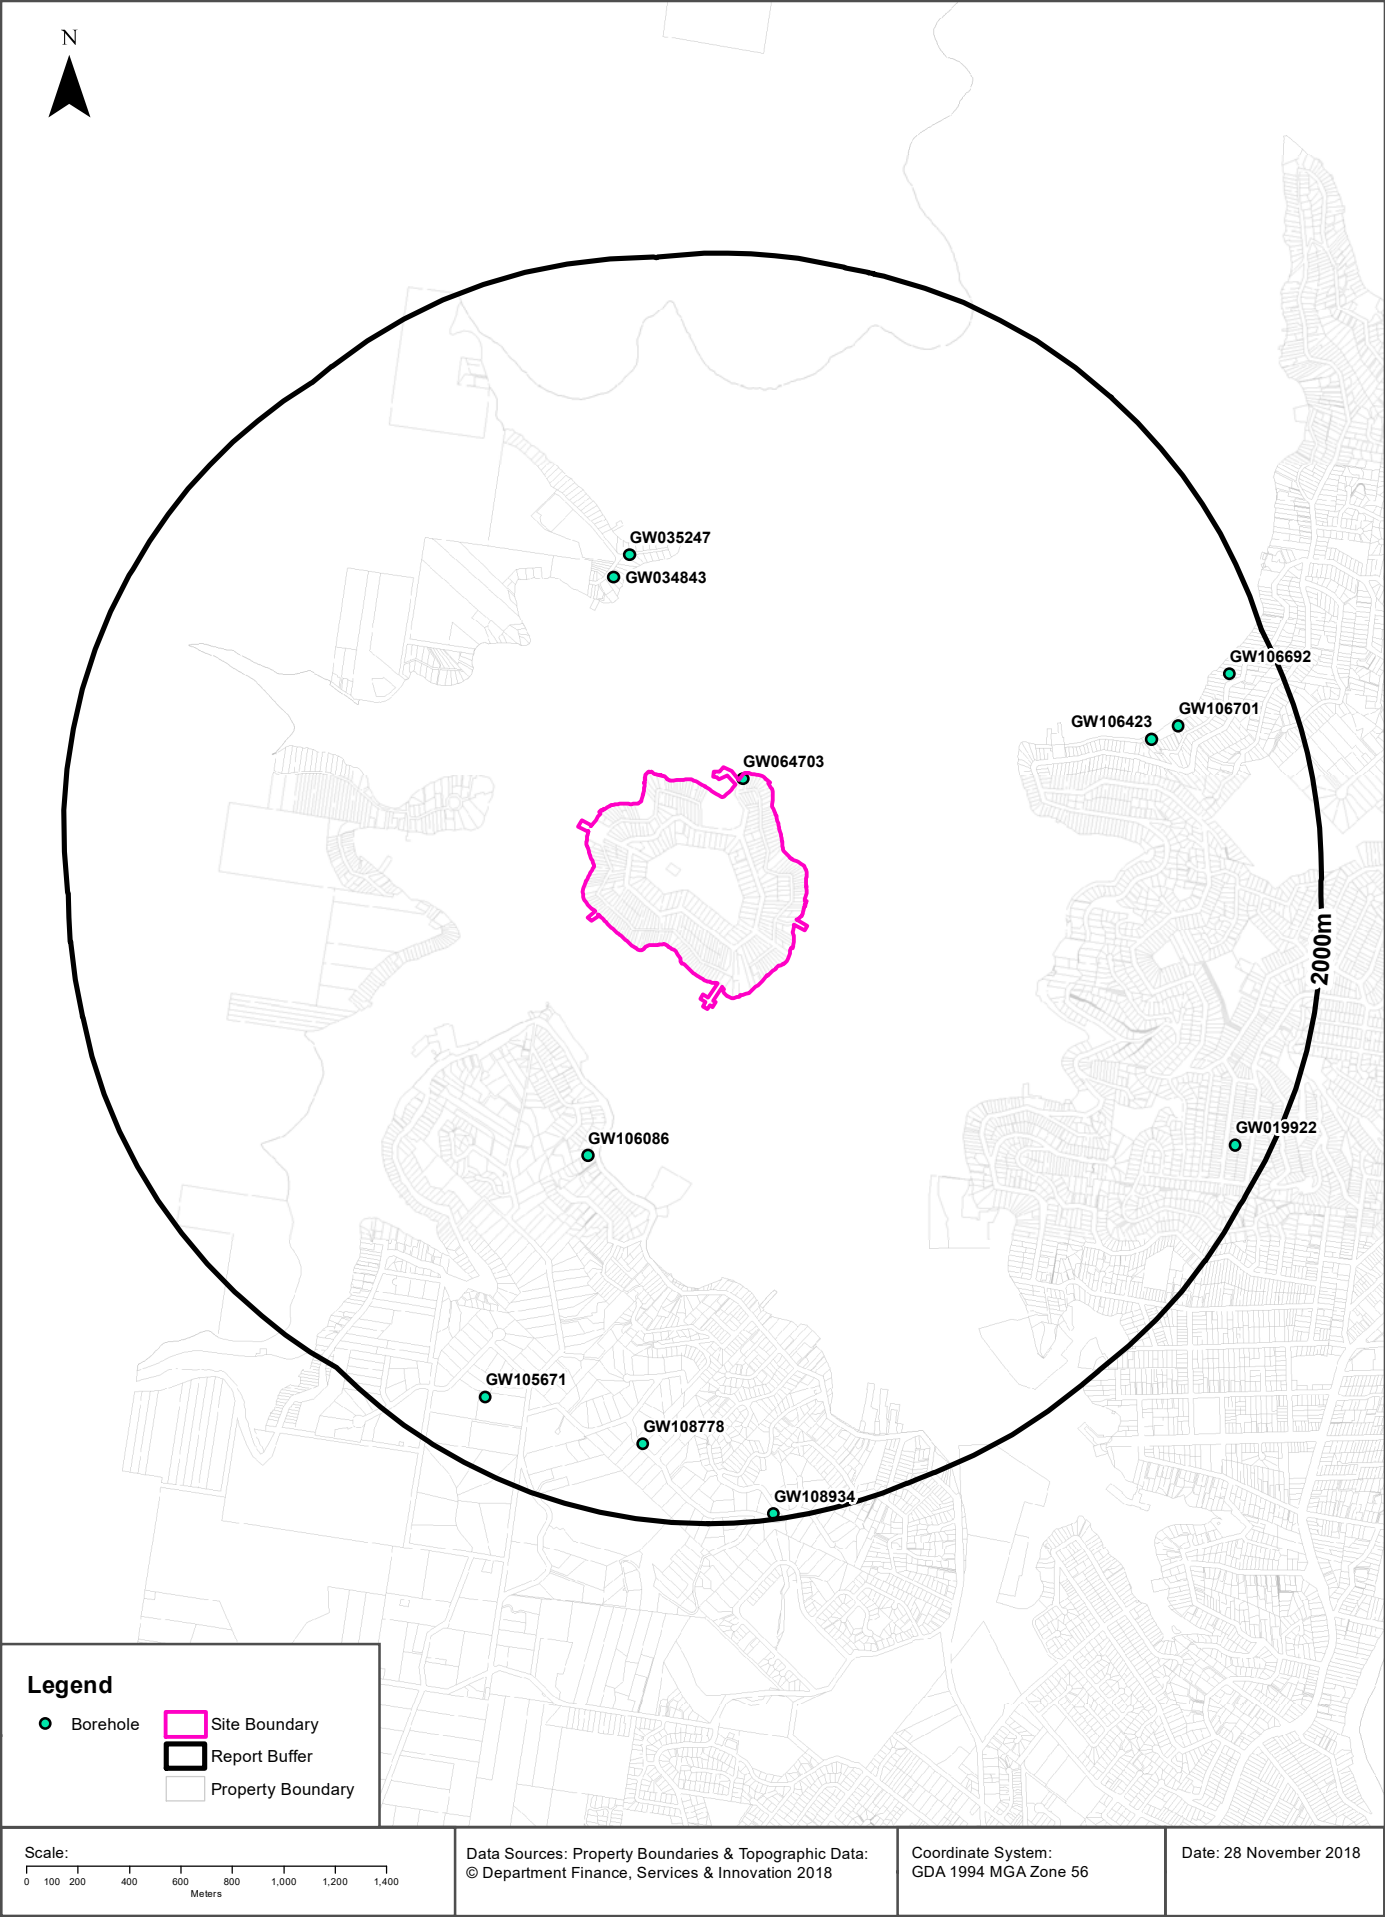 N
GW035247
GW034843
GW106692
GW106701
GW106423
GW064703
2000m
GW019922
GW106086
GW105671
GW108778
GW108934
Legend
Borehole
Site Boundary
Report Buffer
Property Boundary
Scale:
0 100 200 400 600 800 1,000 1,200 1,400
Meters
Data Sources: Property Boundaries & Topographic Data:
© Department Finance, Services & Innovation 2018
Coordinate System:
GDA 1994 MGA Zone 56
Date: 28 November 2018